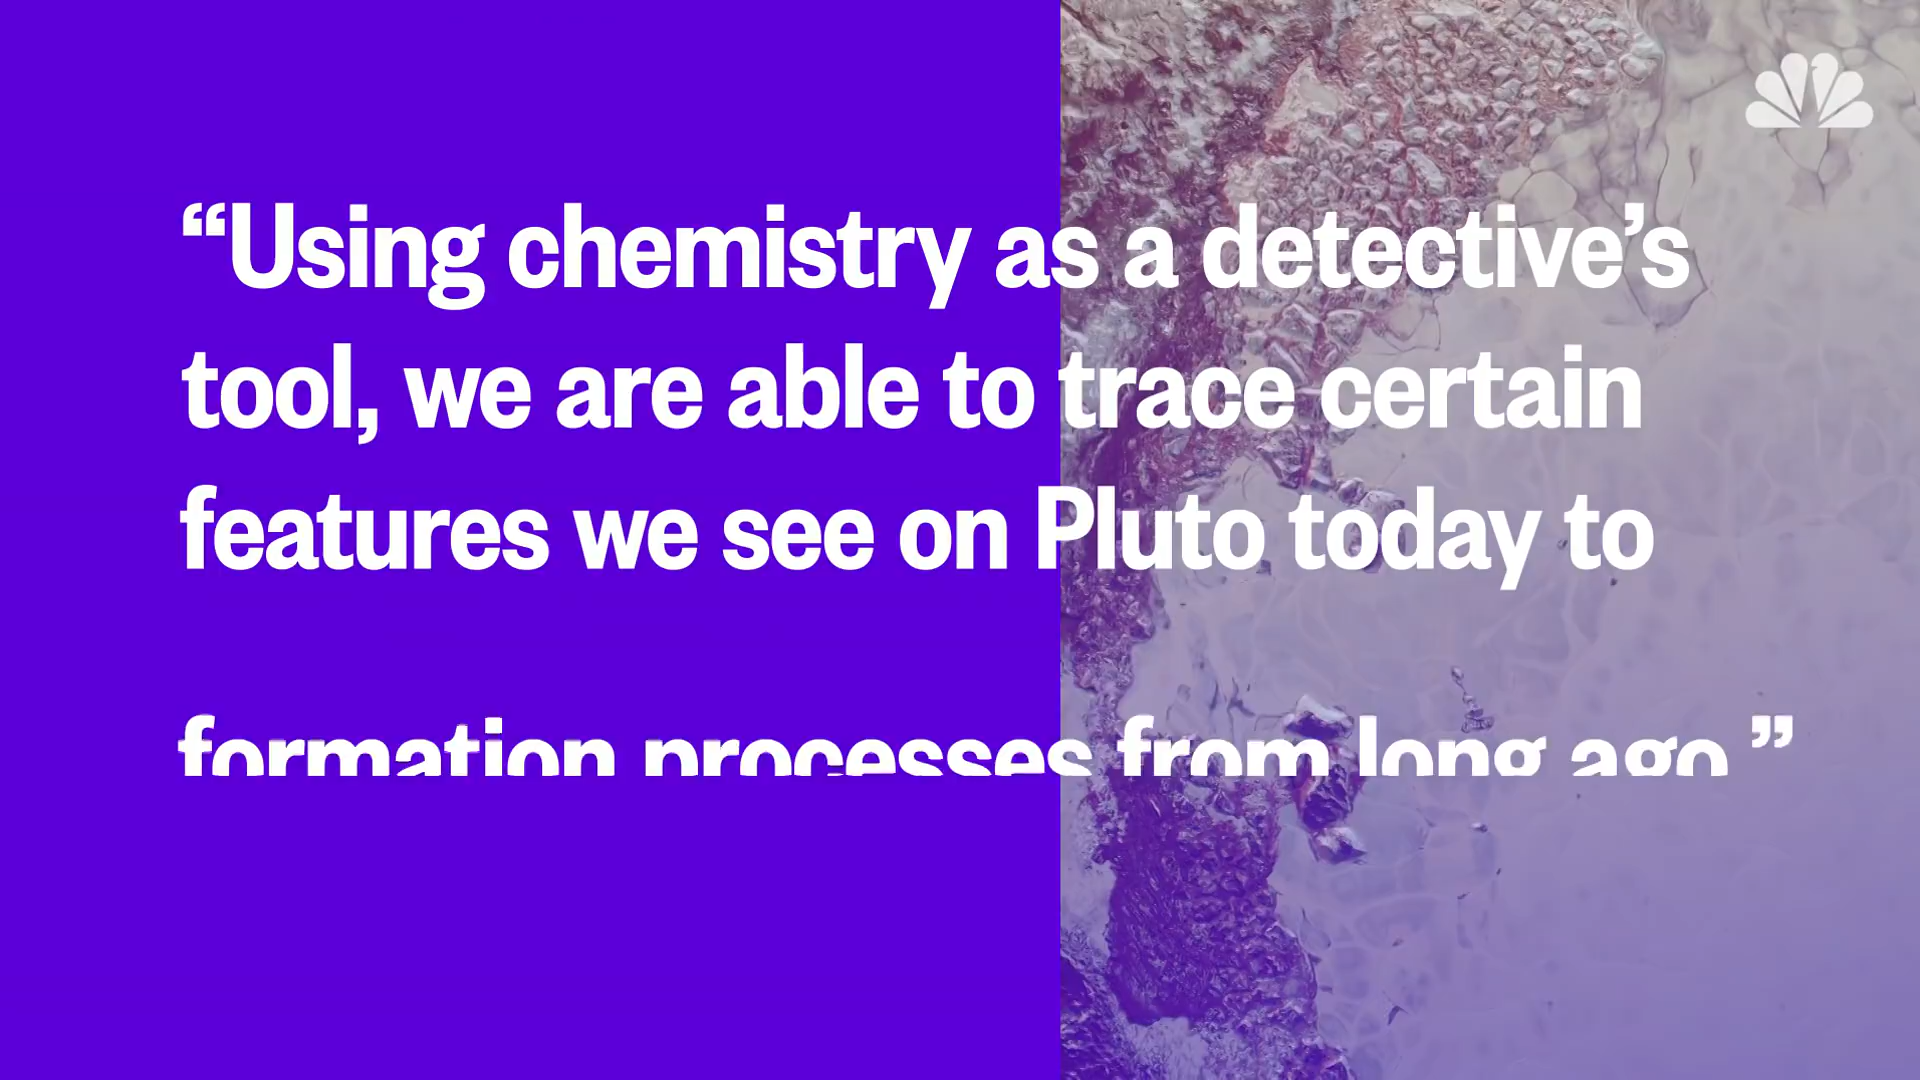 “Using chemistry as a detective’s
tool, we are able to trace certain
features we see on Pluto today to
formation processes from long ago.”